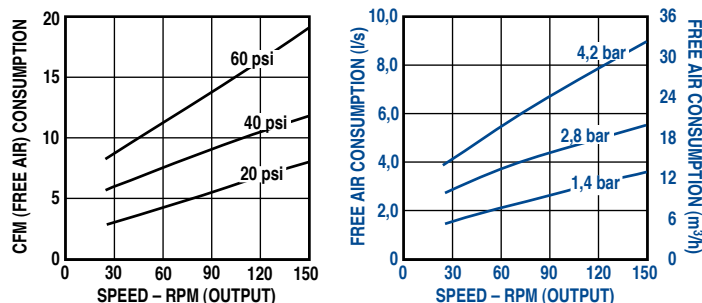 CFM (FREE AIR) CONSUMPTION
20
15
10
5
0
60 psi
40 psi
20 psi
0 30 60 90 120 150
SPEED – RPM (OUTPUT)
FREE AIR CONSUMPTION (l/s)
10,0
8,0
6,0
4,0
2,0
0
4,2 bar
2,8 bar
1,4 bar
0 30 60 90 120 150
SPEED – RPM (OUTPUT)
36
30
24
18
12
6
0
FREE AIR CONSUMPTION (m³/h)